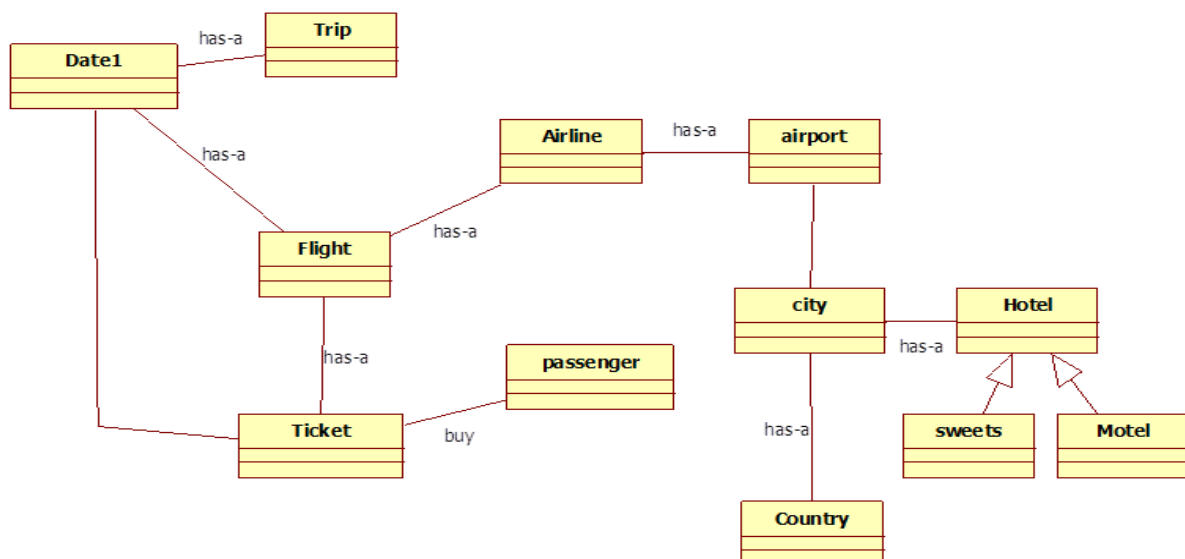 Trip
has-a
Date1
Airline
has-a
airport
has-a
has-a
Flight
city
Hotel
has-a
has-a
passenger
Ticket
buy
has-a
sweets
Motel
Country